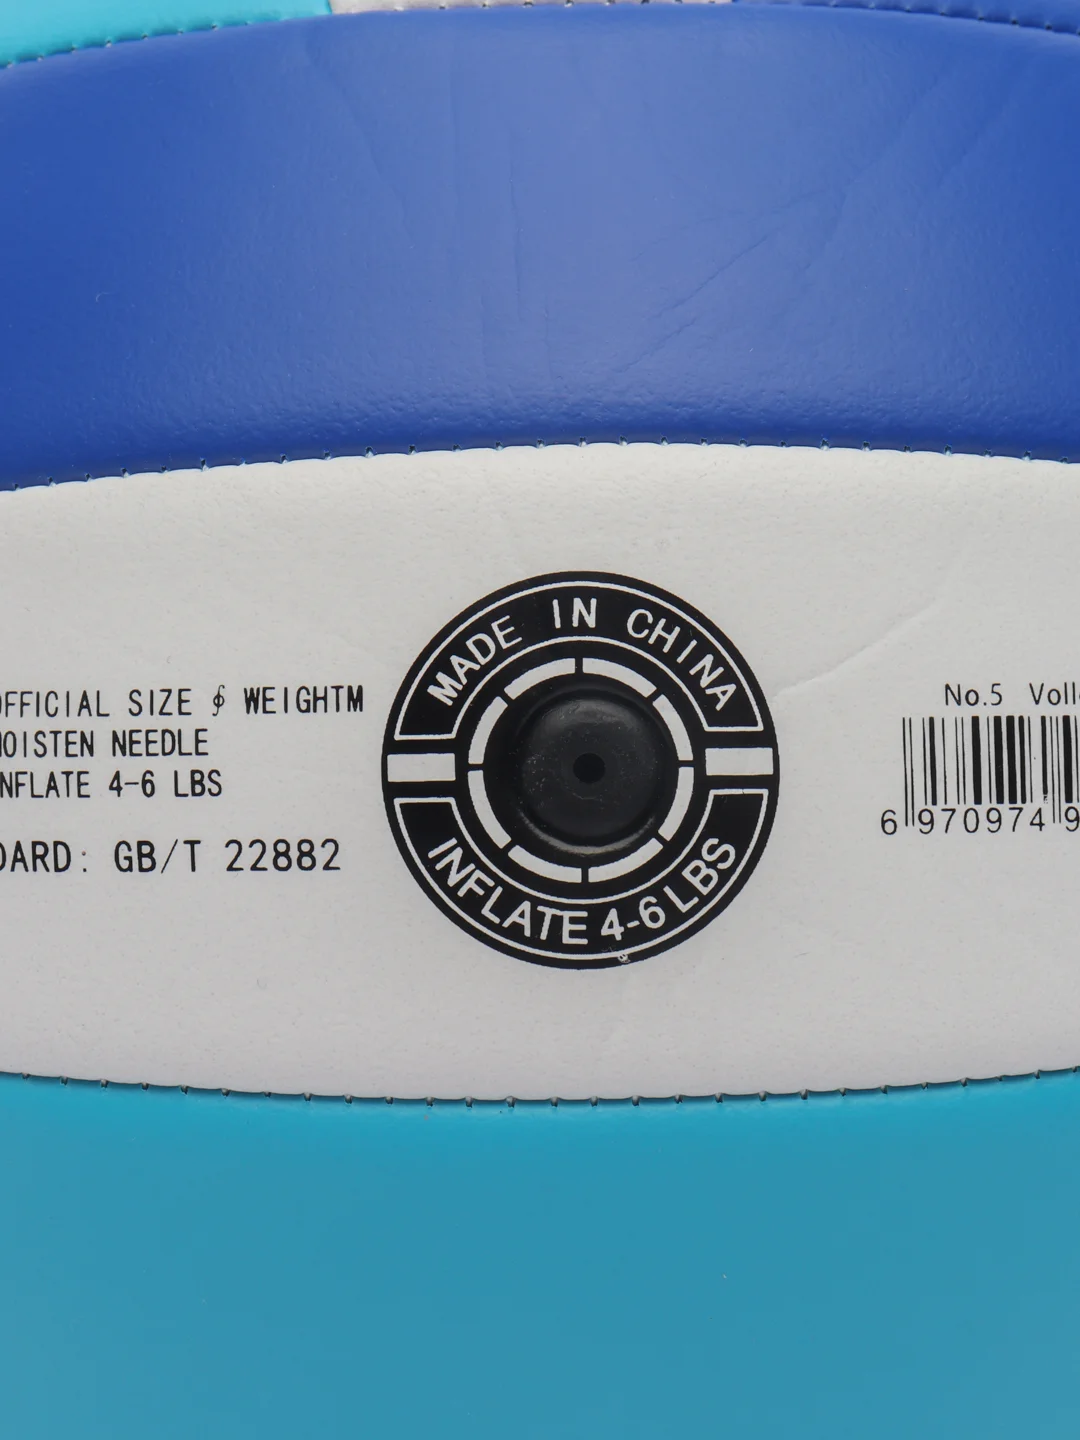 OFFICIAL SIZE ∮ WEIGHTM
MOISTEN NEEDLE
INFLATE 4-6 LBS
DARD: GB/T 22882
MADE IN CHINA
INFLATE 4-6 LBS
No.5
6 970974 9